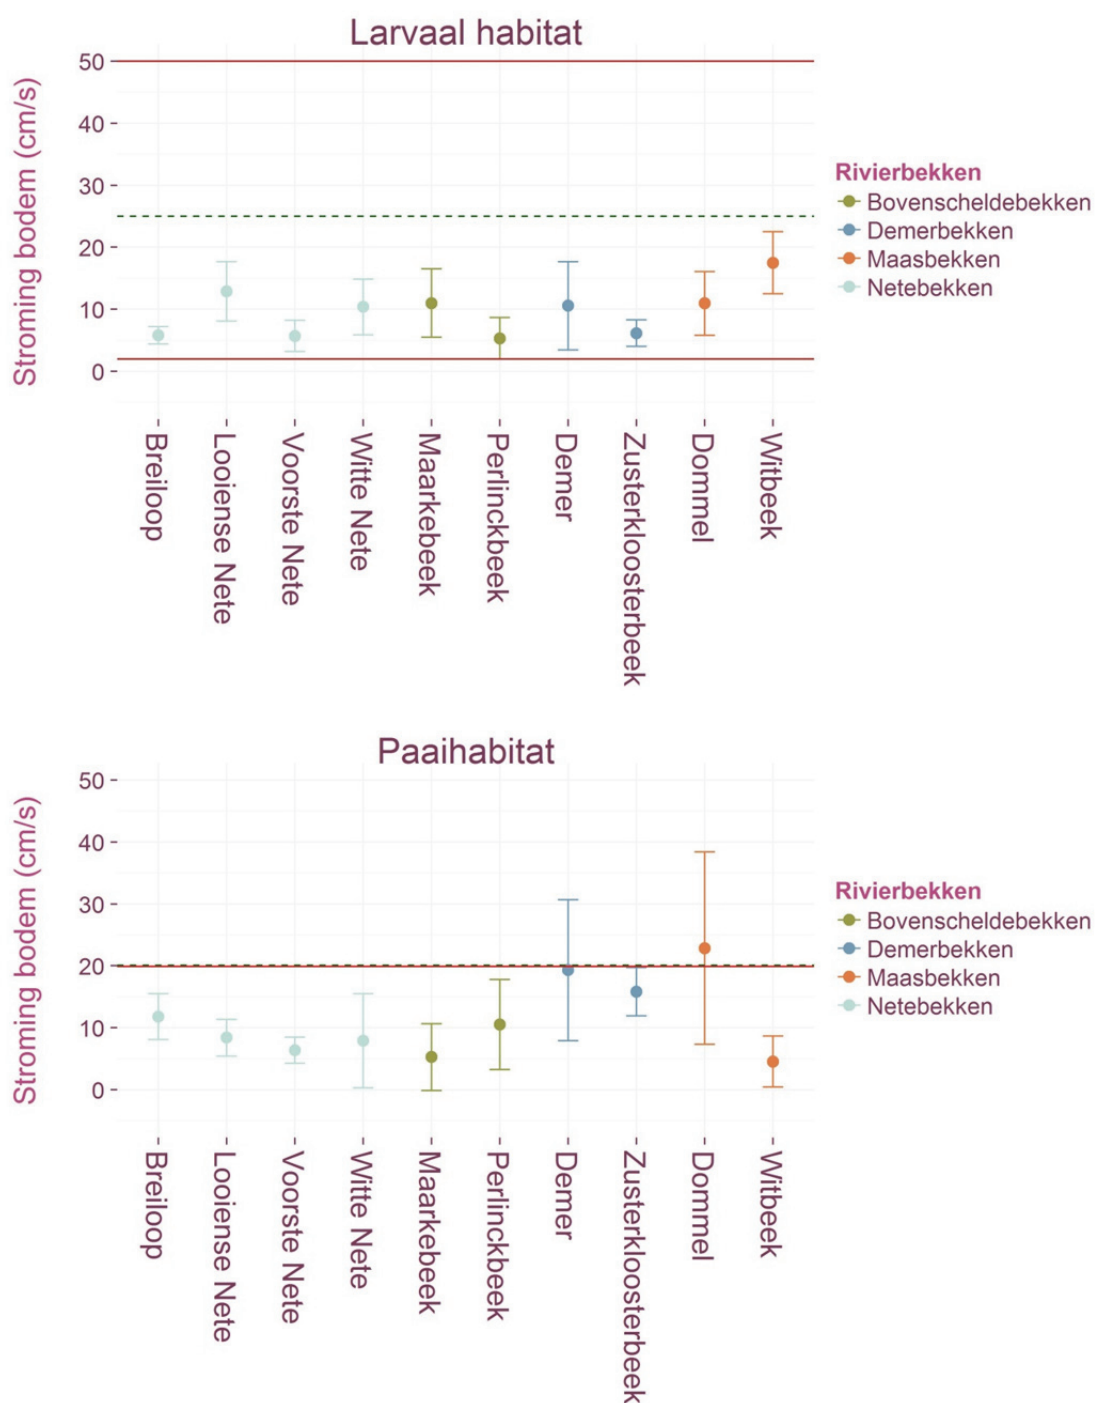 Larvaal habitat
Stroming bodem (cm/s)
50
40
30
20
10
0
Breiloop
Looiense Nete
Voorste Nete
Witte Nete
Maarkebeek
Perlinckbeek
Demer
Zusterkloosterbeek
Dommel
Witbeek
Rivierbekken
Bovenscheldebekken
Demerbekken
Maasbekken
Netebekken
Paaihabitat
Stroming bodem (cm/s)
50
40
30
20
10
0
Breiloop
Looiense Nete
Voorste Nete
Witte Nete
Maarkebeek
Perlinckbeek
Demer
Zusterkloosterbeek
Dommel
Witbeek
Rivierbekken
Bovenscheldebekken
Demerbekken
Maasbekken
Netebekken